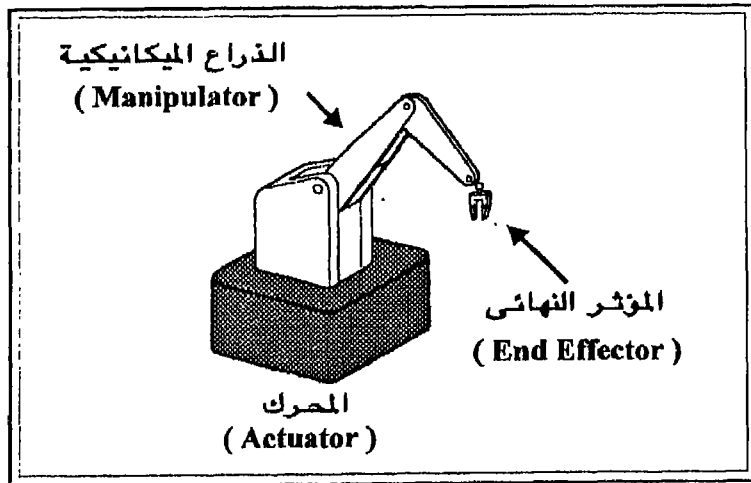 الذراع الميكانيكية
( Manipulator )
المؤثر النهائى
( End Effector )
المحرك
( Actuator )